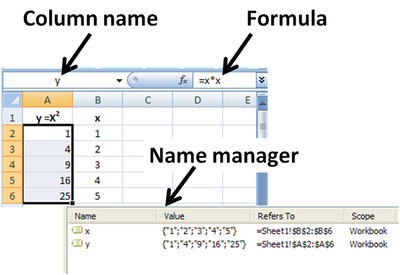 Column name Formula
y fx =x*x
A B C D E
1 y =X² x
2 1 1
3 4 2
4 9 3
5 16 4
6 25 5
Name manager
Name Value Refers To Scope
x {"1";"2";"3";"4";"5"} =Sheet1!$B$2:$B$6 Workbook
y {"1";"4";"9";"16";"25"} =Sheet1!$A$2:$A$6 Workbook